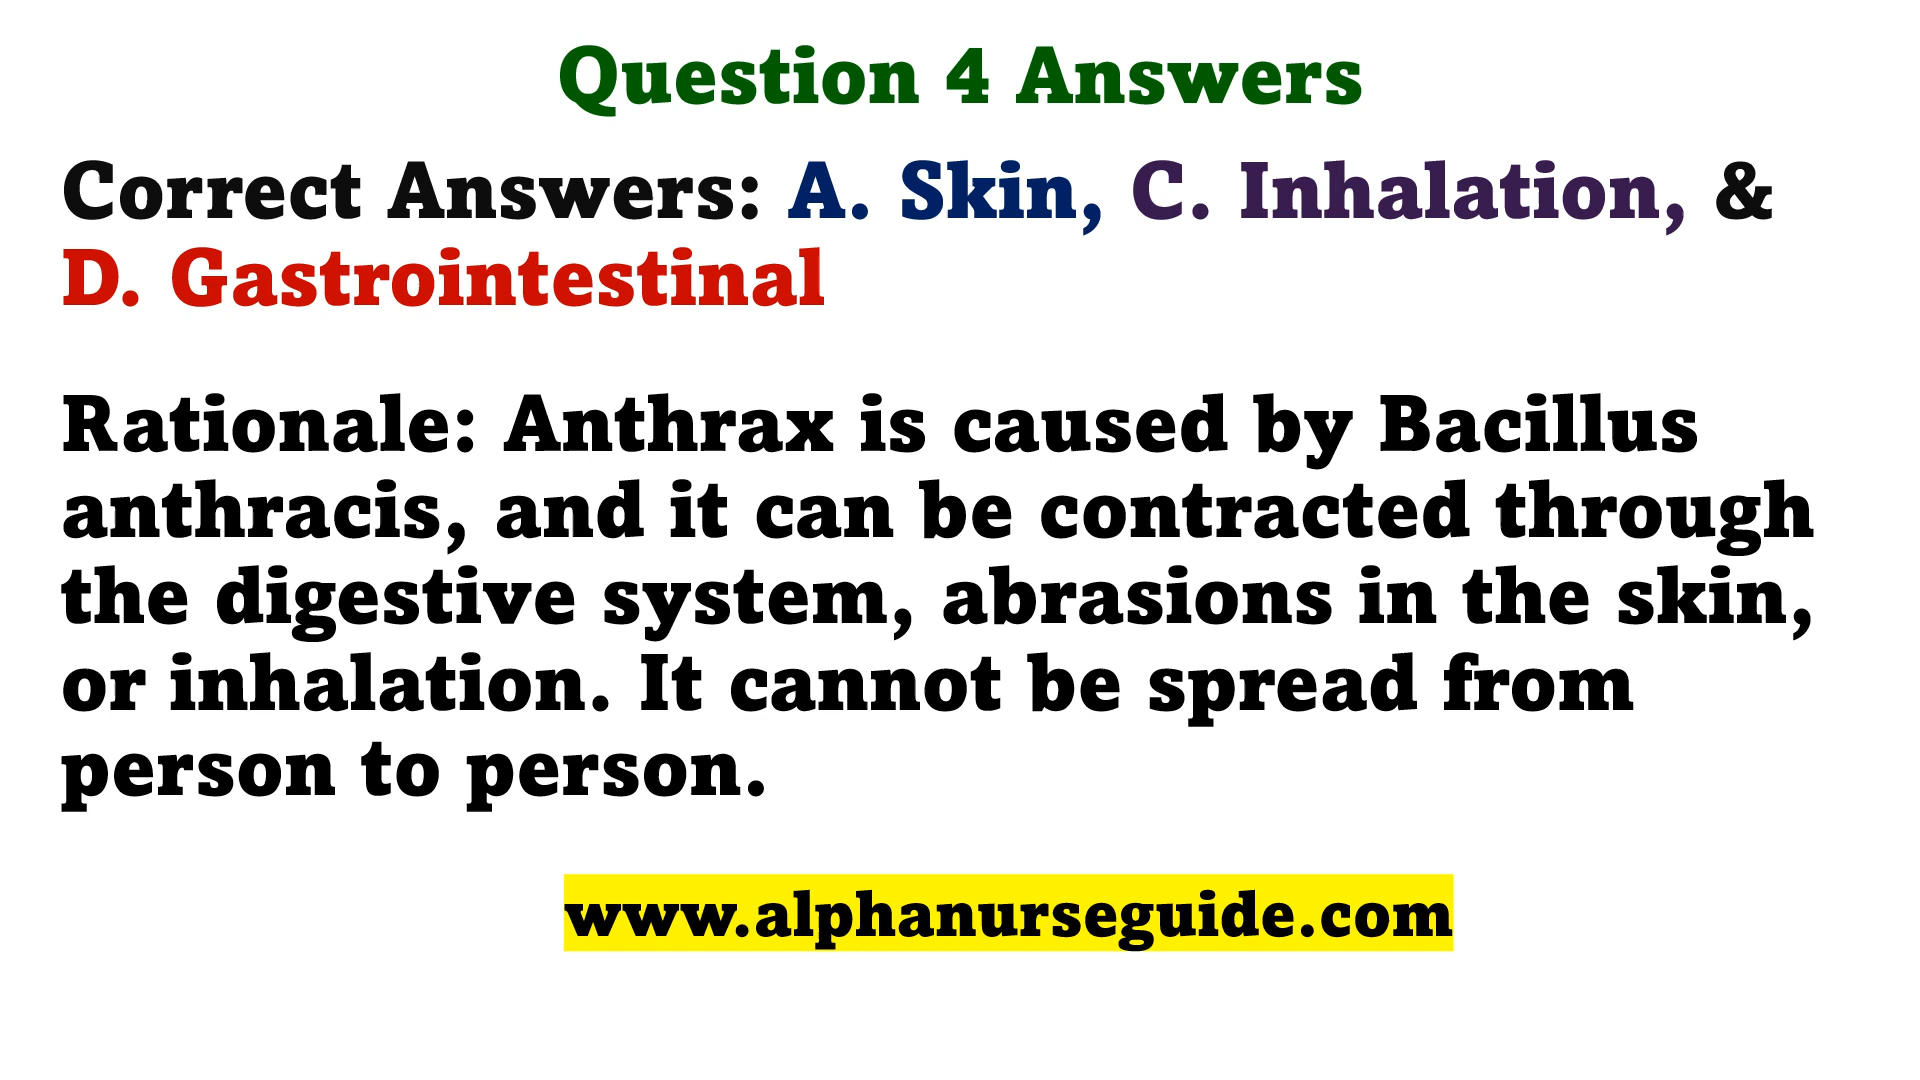 Question 4 Answers
Correct Answers: A. Skin, C. Inhalation, &
D. Gastrointestinal
Rationale: Anthrax is caused by Bacillus
anthracis, and it can be contracted through
the digestive system, abrasions in the skin,
or inhalation. It cannot be spread from
person to person.
www.alphanurseguide.com